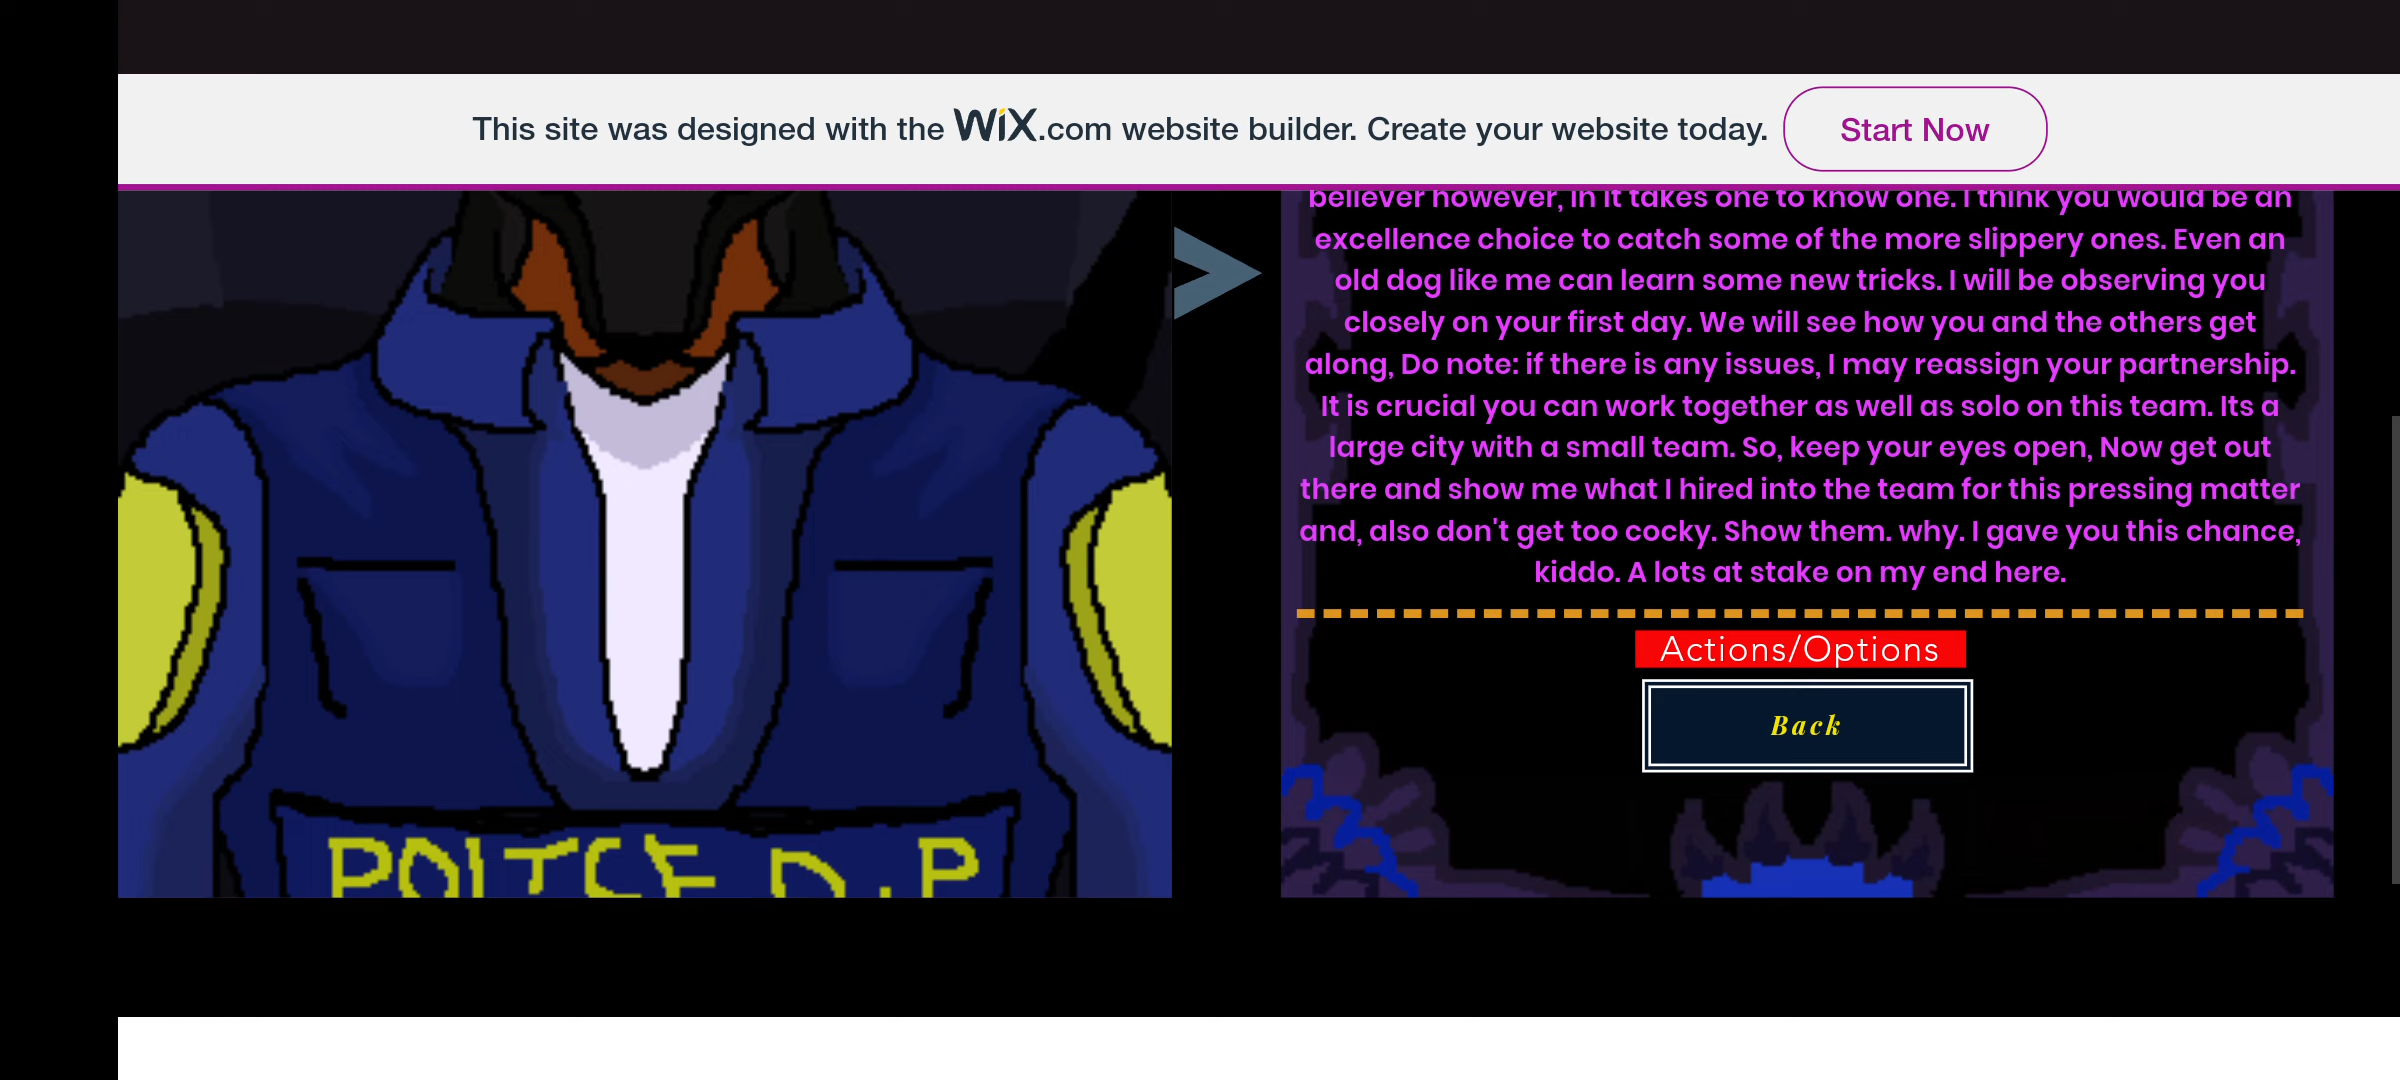 This site was designed with the WiX.com website builder. Create your website today. Start Now
believer however, in it takes one to know one. I think you would be an
excellence choice to catch some of the more slippery ones. Even an
old dog like me can learn some new tricks. I will be observing you
closely on your first day. We will see how you and the others get
along, Do note: if there is any issues, I may reassign your partnership.
It is crucial you can work together as well as solo on this team. Its a
large city with a small team. So, keep your eyes open, Now get out
there and show me what I hired into the team for this pressing matter
and, also don't get too cocky. Show them. why. I gave you this chance,
kiddo. A lots at stake on my end here.
Actions/Options
Back
POLICE D.P